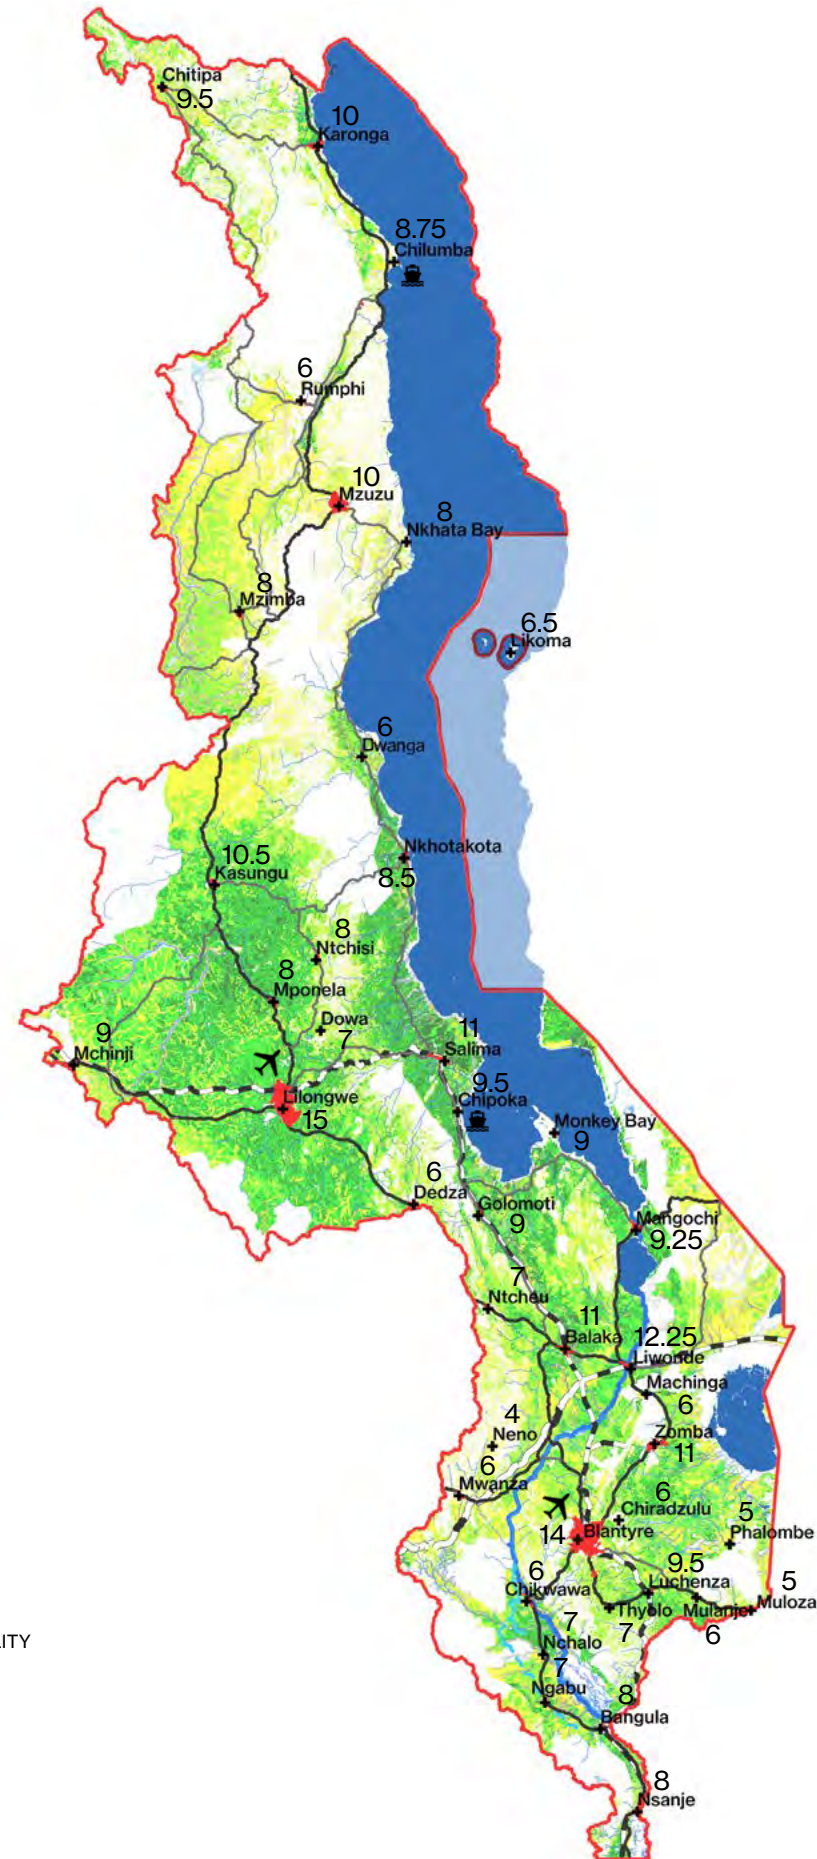 Chitipa
9.5
10
Karonga
8.75
Chilumba
6
Rumphi
10
Mzuzu
8
Nkhata Bay
8
Mzimba
6.5
Likoma
6
Dwanga
Nkhotakota
8.5
10.5
Kasungu
8
Ntchisi
8
Mponela
Dowa
7
9
Mchinji
11
Salima
9.5
Chipoka
Lilongwe
15
Monkey Bay
9
6
Dedza
Golomoti
9
Mangochi
9.25
7
Ntcheu
11
Balaka
12.25
Liwonde
Machinga
6
4
Neno
Zomba
11
6
Mwanza
6
Chiradzulu
5
Phalombe
14
Blantyre
9.5
Luchenza
5
Muloza
6
Chikwawa
Thyolo
7
Mulanje
6
7
Nchalo
7
Ngabu
8
Bangula
8
Nsanje
ITY